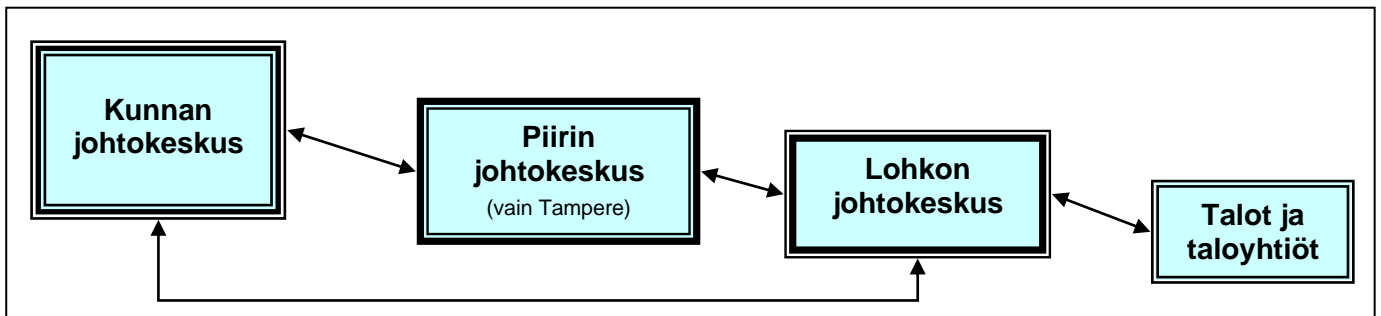 Kunnan
johtokeskus
Piirin
johtokeskus
(vain Tampere)
Lohkon
johtokeskus
Talot ja
taloyhtiöt